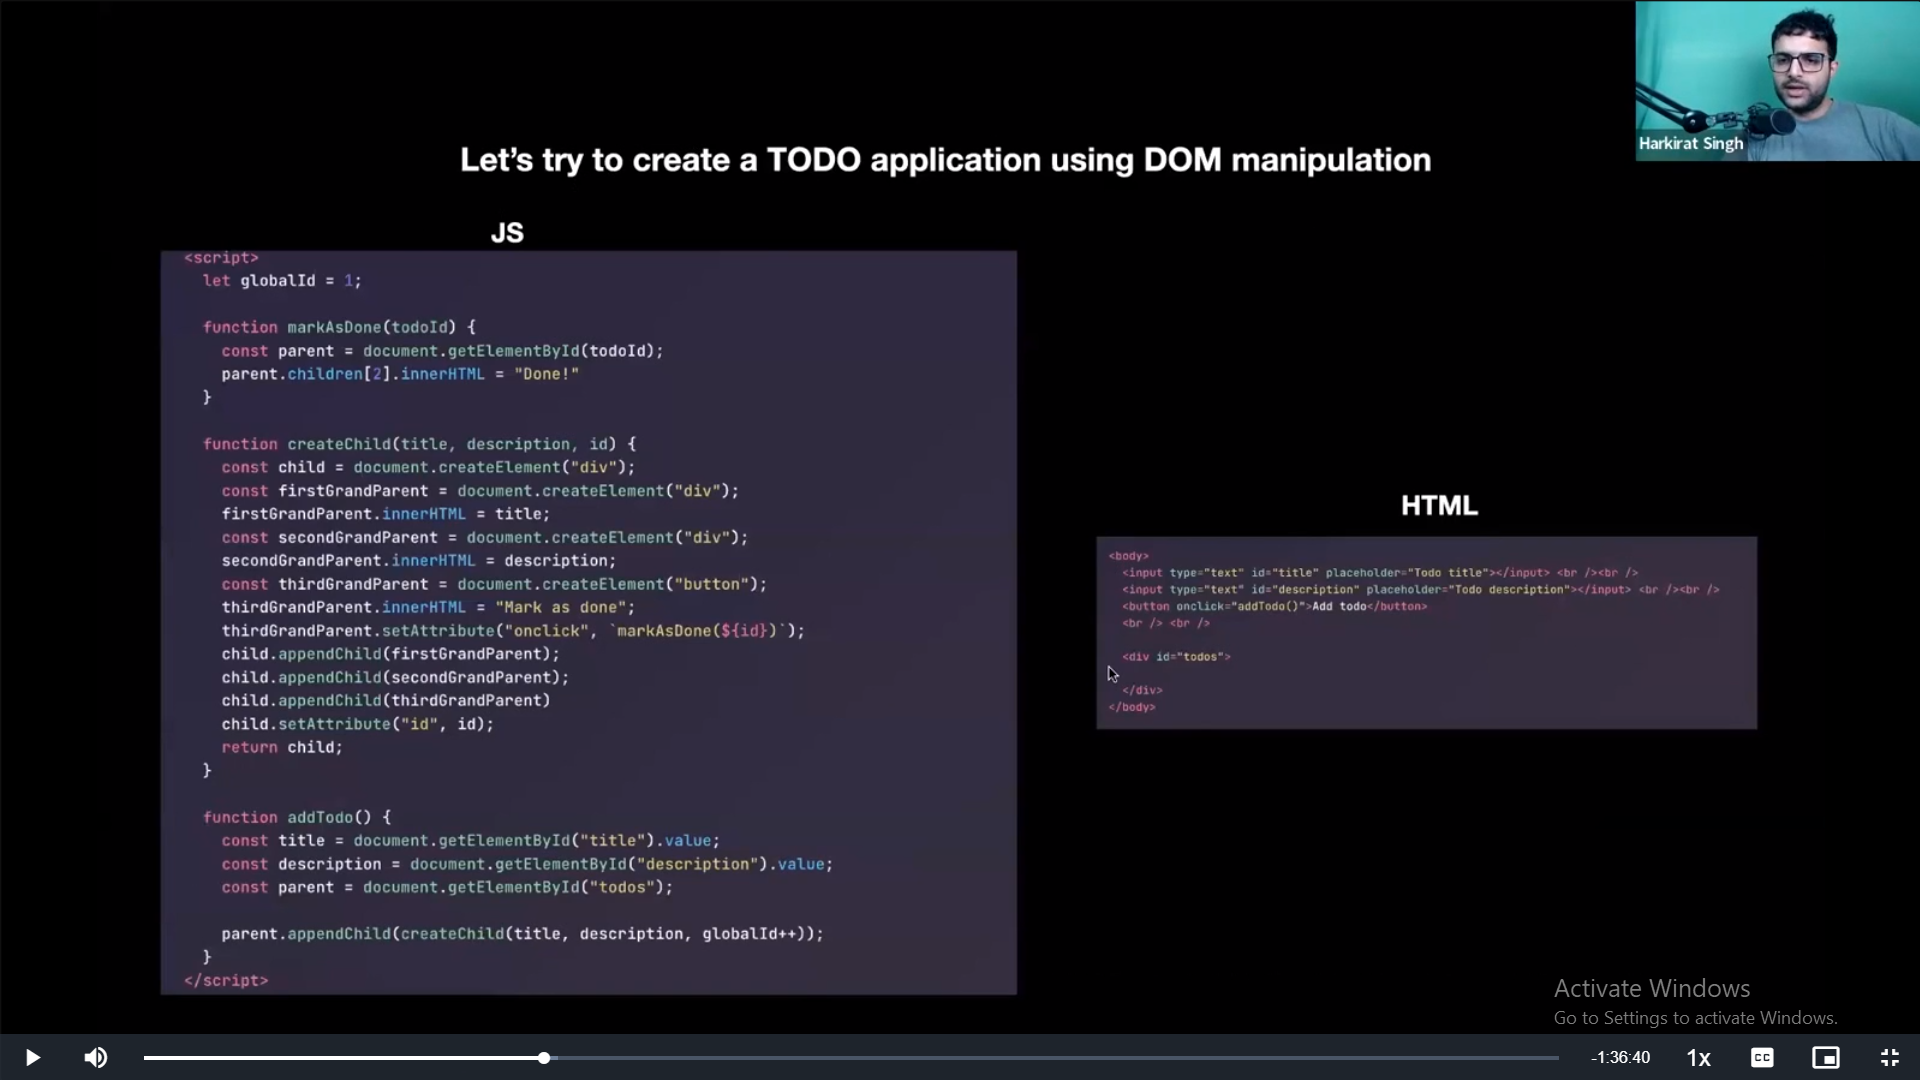 Harkirat Singh
Let's try to create a TODO application using DOM manipulation
JS
<script>
let globalId = 1;
function markAsDone(todoId) {
const parent = document.getElementById(todoId);
parent.children[2].innerHTML = "Done!"
}
function createChild(title, description, id) {
const child = document.createElement("div");
const firstGrandParent = document.createElement("div");
firstGrandParent.innerHTML = title;
const secondGrandParent = document.createElement("div");
secondGrandParent.innerHTML = description;
const thirdGrandParent = document.createElement("button");
thirdGrandParent.innerHTML = "Mark as done";
thirdGrandParent.setAttribute("onclick", `markAsDone(${id})`);
child.appendChild(firstGrandParent);
child.appendChild(secondGrandParent);
child.appendChild(thirdGrandParent)
child.setAttribute("id", id);
return child;
}
function addTodo() {
const title = document.getElementById("title").value;
const description = document.getElementById("description").value;
const parent = document.getElementById("todos");
parent.appendChild(createChild(title, description, globalId++));
}
</script>
HTML
<body>
<input type="text" id="title" placeholder="Todo title"></input> <br /><br />
<input type="text" id="description" placeholder="Todo description"></input> <br /><br />
<button onclick="addTodo()">Add todo</button>
<br /> <br />
<div id="todos">
</div>
</body>
Activate Windows
Go to Settings to activate Windows.
-1:36:40
1x
CC